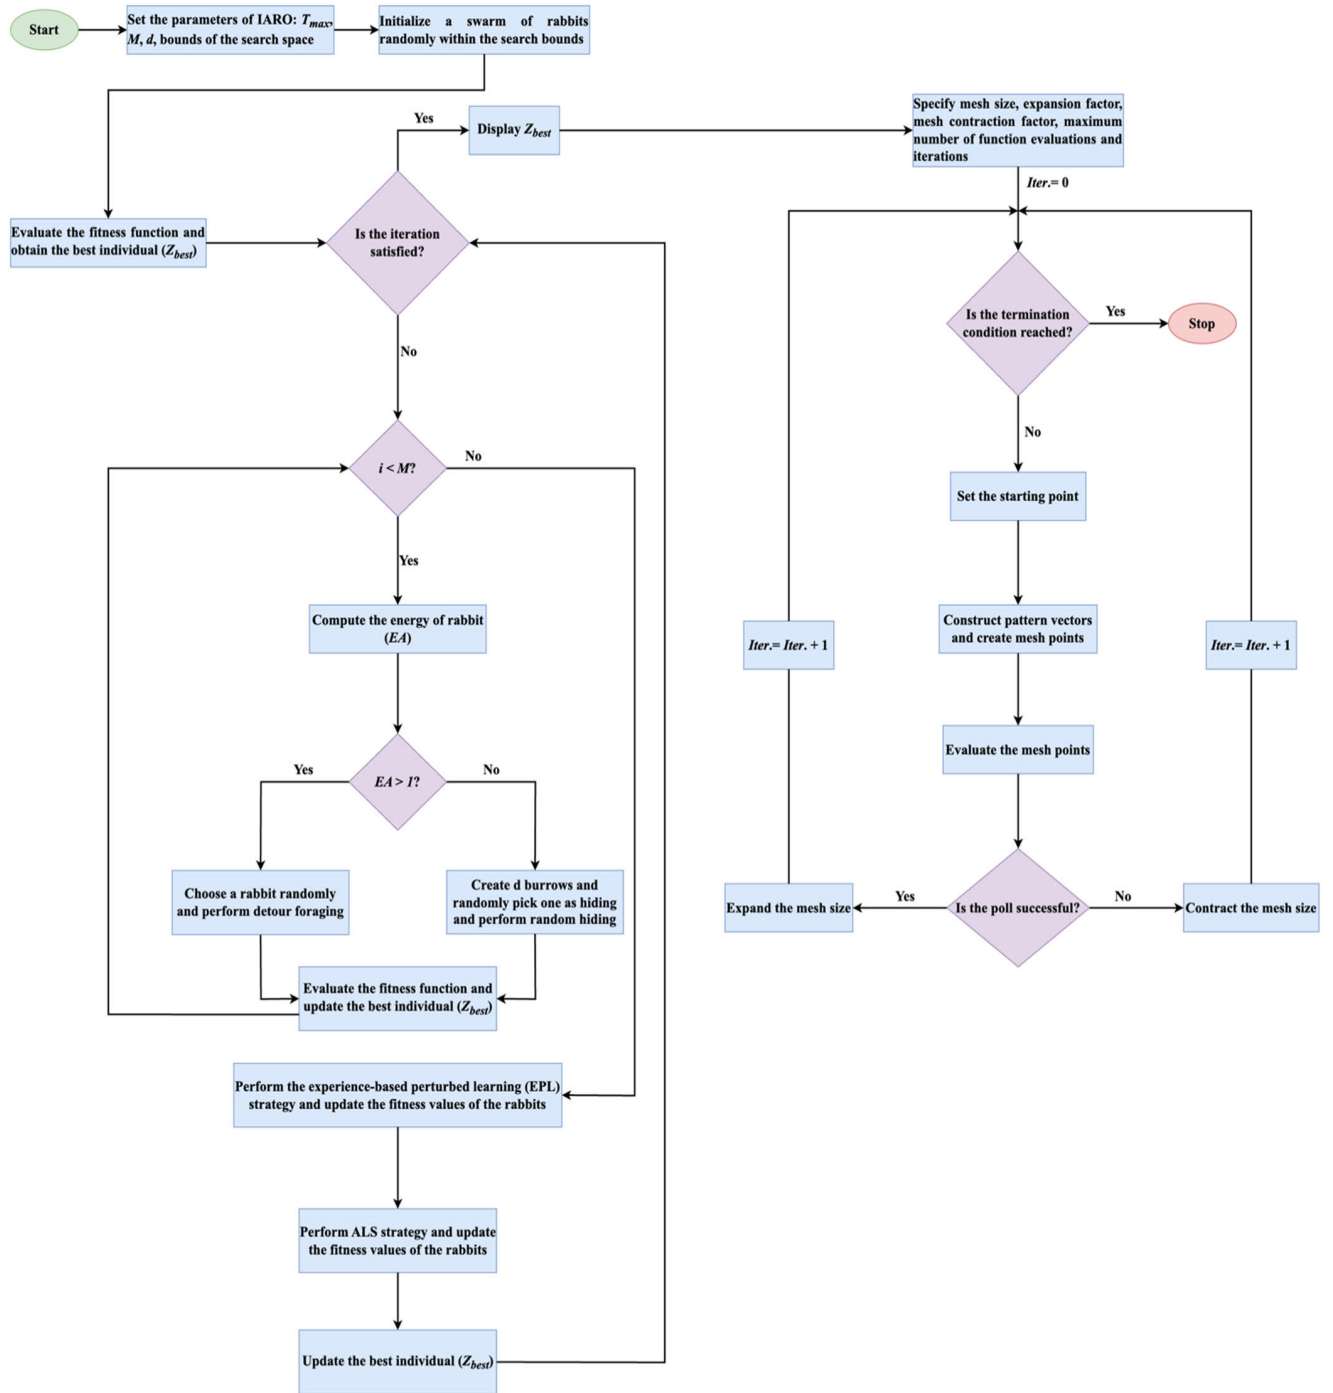 Start
Set the parameters of IARO: Tmax,
M, d, bounds of the search space
Initialize a swarm of rabbits
randomly within the search bounds
Yes
Display Zbest
Specify mesh size, expansion factor,
mesh contraction factor, maximum
number of function evaluations and
iterations
Iter.= 0
Evaluate the fitness function and
obtain the best individual (Zbest)
Is the iteration
satisfied?
No
i < M?
No
Yes
Compute the energy of rabbit
(EA)
EA > 1?
Yes
No
Choose a rabbit randomly
and perform detour foraging
Create d burrows and
randomly pick one as hiding
and perform random hiding
Evaluate the fitness function and
update the best individual (Zbest)
Perform the experience-based perturbed learning (EPL)
strategy and update the fitness values of the rabbits
Perform ALS strategy and update
the fitness values of the rabbits
Update the best individual (Zbest)
Is the termination
condition reached?
Yes
Stop
No
Set the starting point
Construct pattern vectors
and create mesh points
Iter.= Iter. + 1
Iter.= Iter. + 1
Evaluate the mesh points
Is the poll successful?
Yes
Expand the mesh size
No
Contract the mesh size